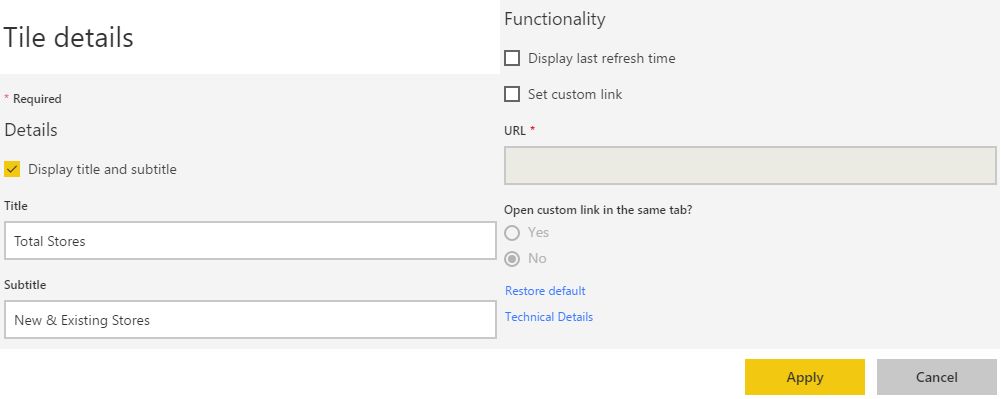 Tile details
* Required
Details
Display title and subtitle
Title
Total Stores
Subtitle
New & Existing Stores
Functionality
Display last refresh time
Set custom link
URL *
Open custom link in the same tab?
Yes
No
Restore default
Technical Details
Apply
Cancel